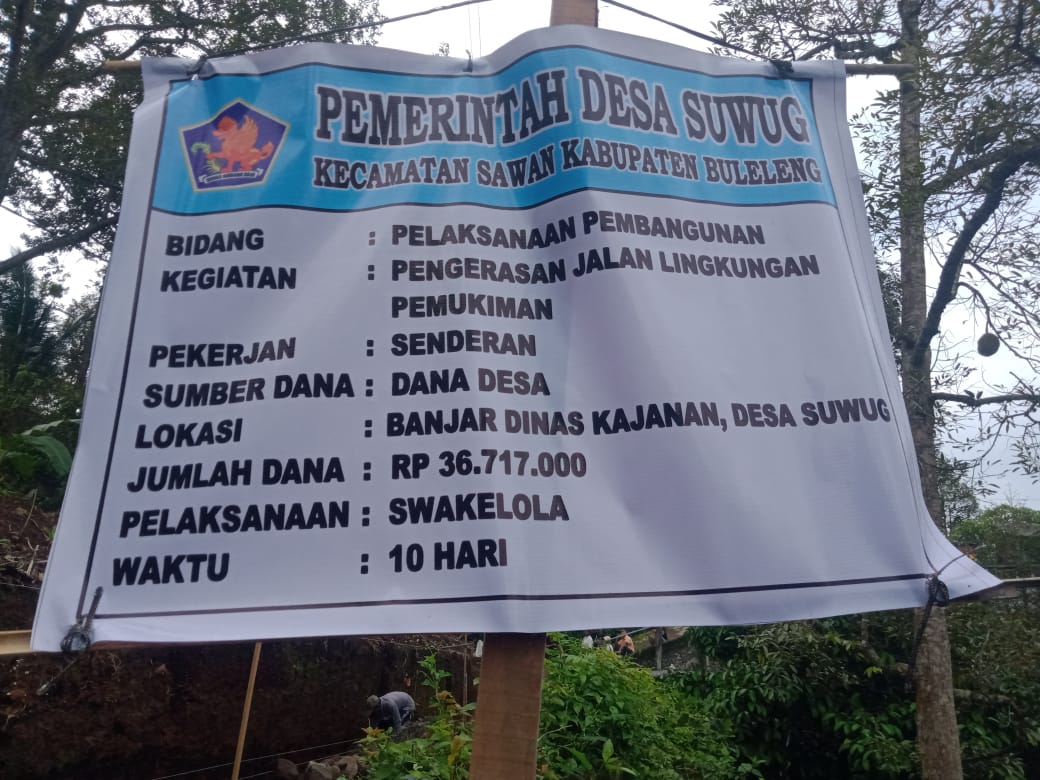 PEMERINTAH DESA SUWUG
KECAMATAN SAWAN KABUPATEN BULELENG
BIDANG : PELAKSANAAN PEMBANGUNAN
KEGIATAN : PENGERASAN JALAN LINGKUNGAN
PEMUKIMAN
PEKERJAN : SENDERAN
SUMBER DANA : DANA DESA
LOKASI : BANJAR DINAS KAJANAN, DESA SUWUG
JUMLAH DANA : RP 36.717.000
PELAKSANAAN : SWAKELOLA
WAKTU : 10 HARI